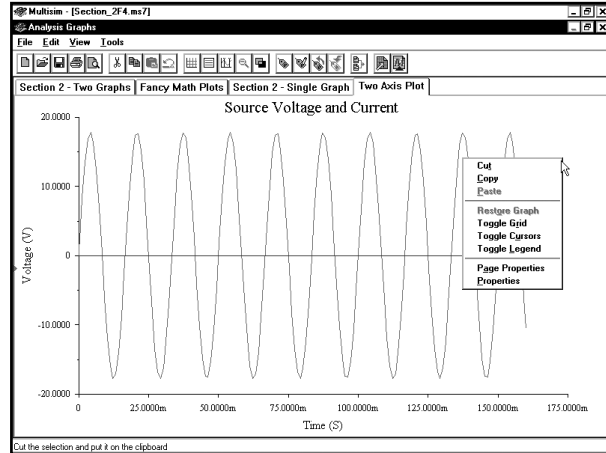 Multisim - [Section_2F4.ms7]
Analysis Graphs
File Edit View Tools
Section 2 - Two Graphs Fancy Math Plots Section 2 - Single Graph Two Axis Plot
Source Voltage and Current
20.0000
10.0000
0
-10.0000
-20.0000
Voltage (V)
Cut
Copy
Paste
Restore Graph
Toggle Grid
Toggle Cursors
Toggle Legend
Page Properties
Properties
0 25.0000m 50.0000m 75.0000m 100.0000m 125.0000m 150.0000m 175.0000m
Time (S)
Cut the selection and put it on the clipboard